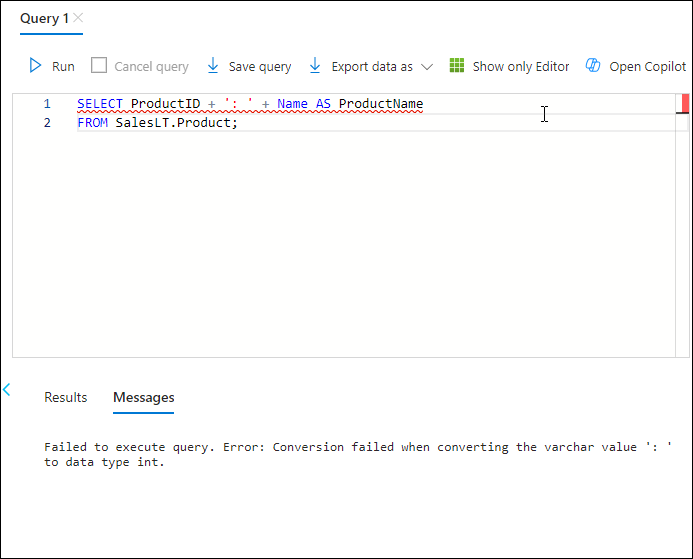 Query 1
Run Cancel query Save query Export data as Show only Editor Open Copilot
1 SELECT ProductID + ': ' + Name AS ProductName
2 FROM SalesLT.Product;
Results Messages
Failed to execute query. Error: Conversion failed when converting the varchar value ': '
to data type int.